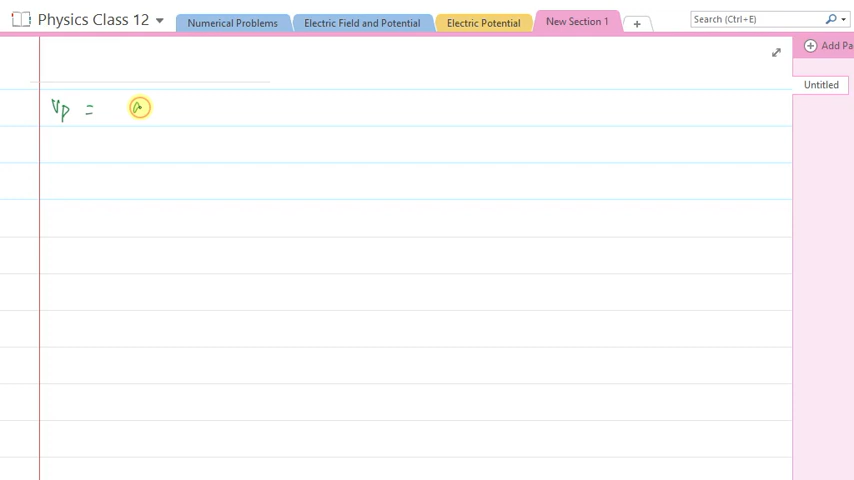 Physics Class 12
Numerical Problems
Electric Field and Potential
Electric Potential
New Section 1
+
Search (Ctrl+E)
Add Pa
Untitled
Vp =